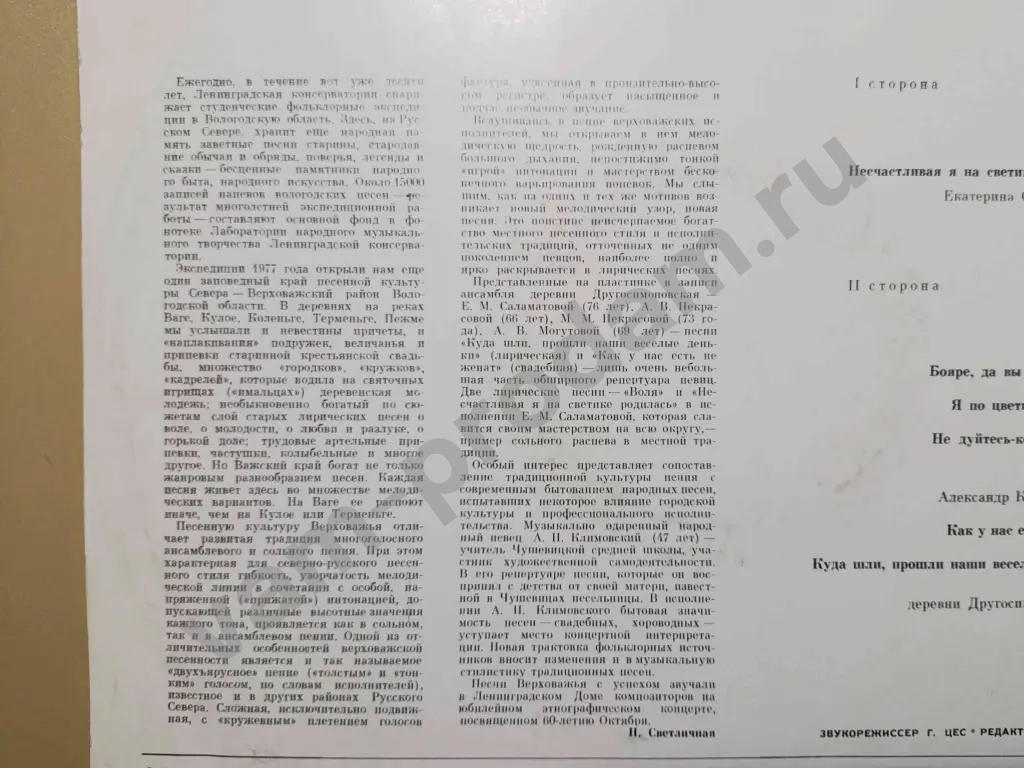 Ежегодно, в течение вот уже десяти
лет, Ленинградская консерватория снаря-
жает студенческие фольклорные экспеди-
ции в Вологодскую область. Здесь, на Рус-
ском Севере, хранит еще народная па-
мять заветные песни старины, стародав-
ние обычаи и обряды, поверья, легенды и
сказки — бесценные памятники народно-
го быта, народного искусства. Около 15000
записей напевов вологодских песен — ре-
зультат многолетней экспедиционной ра-
боты — составляют основной фонд в фо-
нотеке Лаборатории народного музыкаль-
ного творчества Ленинградской консерва-
тории.
Экспедиции 1977 года открыли нам еще
один заповедный край песенной культу-
ры Севера — Верховажский район Воло-
годской области. В деревнях на реках
Ваге, Кулое, Коленьге, Терменьге, Пежме
мы услышали и невестины причеты, и
«наплакивания» подружек, величанья и
припевки старинной крестьянской свадь-
бы, множество «городков», «кружков»,
«кадрелей», которые водила на святочных
игрищах («имальцах») деревенская мо-
лодежь; необыкновенно богатый по сю-
жетам слой старых лирических песен о
воле, о молодости, о любви и разлуке, о
горькой доле; трудовые артельные при-
певки, частушки, колыбельные и многое
другое. Но Важский край богат не только
жанровым разнообразием песен. Каждая
песня живет здесь во множестве мелоди-
ческих вариантов. На Ваге ее распоют
иначе, чем на Кулое или Терменьге.
Песенную культуру Верховажья отли-
чает развитая традиция многоголосного
ансамблевого и сольного пения. При этом
характерная для северно-русского песен-
ного стиля гибкость, узорчатость мелоди-
ческой линии в сочетании с особой, на-
пряженной («прижатой») интонацией, до-
пускающей различные высотные значения
каждого тона, проявляется как в сольном,
так и в ансамблевом пении. Одной из от-
личительных особенностей верховажской
песенности является и так называемое
«двухъярусное» пение («толстым» и «тон-
ким» голосом, по словам исполнителей),
известное и в других районах Русского
Севера. Сложная, исключительно подвиж-
ная, с «кружевным» плетением голосов
фактура, унесенная в пронзительно-высо-
ком регистре, образует насыщенное и
подчас необычное звучание.
Вслушиваясь в пение верховажских ис-
полнителей, мы открываем в нем мело-
дическую щедрость, рожденную распевом
большого дыхания, непостижимо тонкой
«игрой» интонации и мастерством беско-
нечного варьирования попевок. Мы слы-
шим, как из одних и тех же мотивов воз-
никает новый мелодический узор, новая
песня. Это поистине неисчерпаемое богат-
ство местного песенного стиля и исполни-
тельских традиций, отточенных не одним
поколением певцов, наиболее полно и
ярко раскрывается в лирических песнях.
Представленные на пластинке записи
ансамбля деревни Другосимоновская —
Е. М. Саламатовой (76 лет), А. В. Некра-
совой (66 лет), М. М. Некрасовой (73 го-
да), А. В. Могутовой (69 лет) — песни
«Куда шли, прошли наши веселые день-
ки» (лирическая) и «Как у нас есть не
женат» (свадебная) — лишь очень неболь-
шая часть обширного репертуара певиц.
Две лирические песни — «Воля» и «Не-
счастливая я на светике родилась» в ис-
полнении Е. М. Саламатовой, которая сла-
вится своим мастерством на всю округу,—
пример сольного распева в местной тра-
диции.
Особый интерес представляет сопостав-
ление традиционной культуры пения с
современным бытованием народных песен,
испытавших некоторое влияние городской
культуры и профессионального исполни-
тельства. Музыкально одаренный народ-
ный певец А. П. Климовский (47 лет) —
учитель Чушевицкой средней школы, уча-
стник художественной самодеятельности.
В его репертуаре песни, которые он вос-
принял с детства от своей матери, извест-
ной в Чушевицах песельницы. В исполне-
нии А. П. Климовского бытовая значи-
мость песен — свадебных, хороводных —
уступает место концертной интерпрета-
ции. Новая трактовка фольклорных источ-
ников вносит изменения и в музыкальную
стилистику традиционных песен.
Песни Верховажья с успехом звучали
в Ленинградском Доме композиторов на
юбилейном этнографическом концерте,
посвященном 60-летию Октября.
Н. Светличная
I сторона
Несчастливая я на свети
Екатерина С
II сторона
Бояре, да вы
Я по цвети
Не дуйтесь-ко
Александр К
Как у нас е
Куда шли, прошли наши весел
деревни Другоси
ЗВУКОРЕЖИССЕР Г. ЦЕС * РЕДАКТ